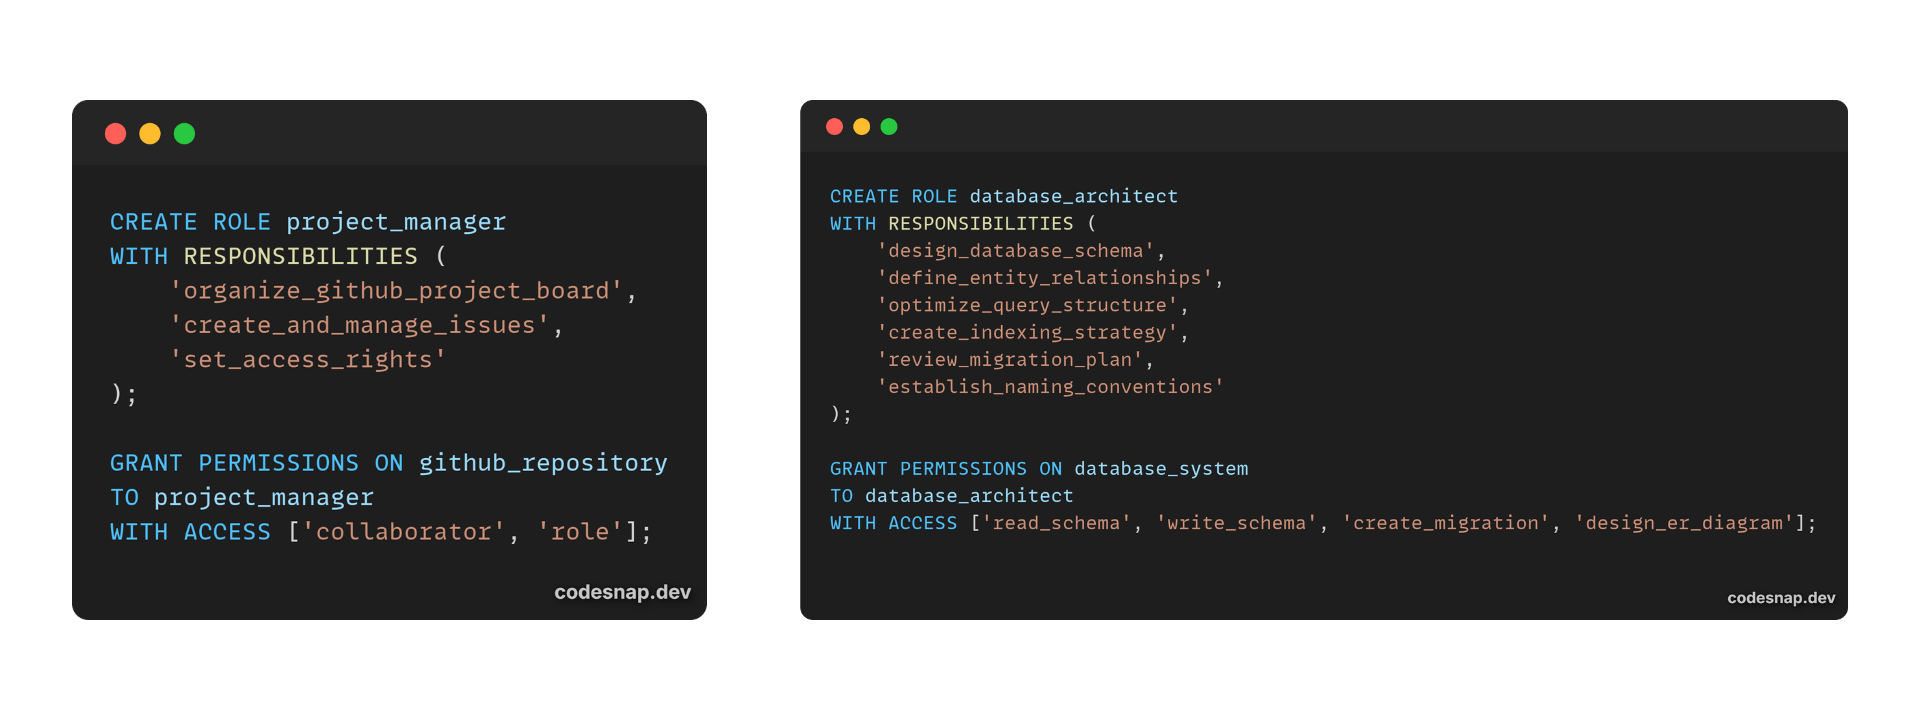 CREATE ROLE project_manager
WITH RESPONSIBILITIES (
    'organize_github_project_board',
    'create_and_manage_issues',
    'set_access_rights'
);

GRANT PERMISSIONS ON github_repository
TO project_manager
WITH ACCESS ['collaborator', 'role'];
codesnap.dev
CREATE ROLE database_architect
WITH RESPONSIBILITIES (
    'design_database_schema',
    'define_entity_relationships',
    'optimize_query_structure',
    'create_indexing_strategy',
    'review_migration_plan',
    'establish_naming_conventions'
);

GRANT PERMISSIONS ON database_system
TO database_architect
WITH ACCESS ['read_schema', 'write_schema', 'create_migration', 'design_er_diagram'];
codesnap.dev